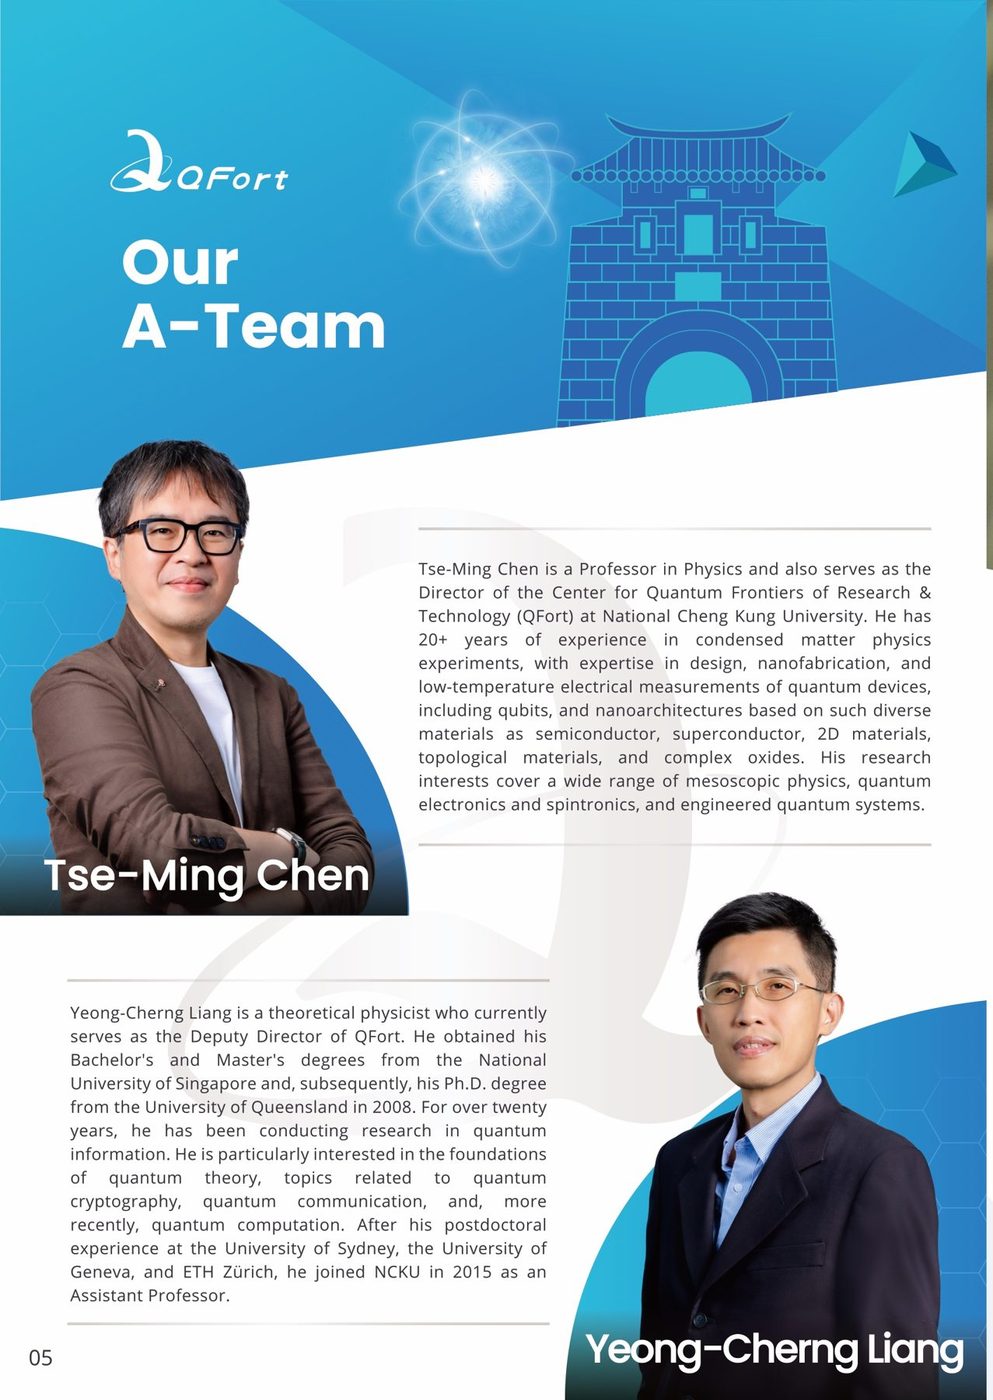 QFort
Our
A-Team
Tse-Ming Chen is a Professor in Physics and also serves as the
Director of the Center for Quantum Frontiers of Research &
Technology (QFort) at National Cheng Kung University. He has
20+ years of experience in condensed matter physics
experiments, with expertise in design, nanofabrication, and
low-temperature electrical measurements of quantum devices,
including qubits, and nanoarchitectures based on such diverse
materials as semiconductor, superconductor, 2D materials,
topological materials, and complex oxides. His research
interests cover a wide range of mesoscopic physics, quantum
electronics and spintronics, and engineered quantum systems.
Tse-Ming Chen
Yeong-Cherng Liang is a theoretical physicist who currently
serves as the Deputy Director of QFort. He obtained his
Bachelor's and Master's degrees from the National
University of Singapore and, subsequently, his Ph.D. degree
from the University of Queensland in 2008. For over twenty
years, he has been conducting research in quantum
information. He is particularly interested in the foundations
of quantum theory, topics related to quantum
cryptography, quantum communication, and, more
recently, quantum computation. After his postdoctoral
experience at the University of Sydney, the University of
Geneva, and ETH Zürich, he joined NCKU in 2015 as an
Assistant Professor.
Yeong-Cherng Liang
05